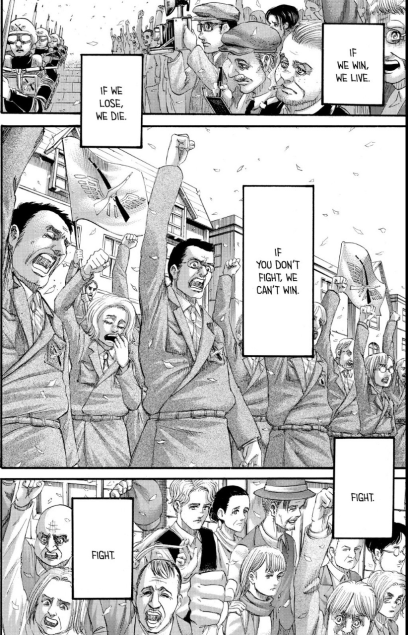 IF
WE WIN,
WE LIVE.
IF WE
LOSE,
WE DIE.
IF
YOU DON'T
FIGHT, WE
CAN'T WIN.
FIGHT.
FIGHT.